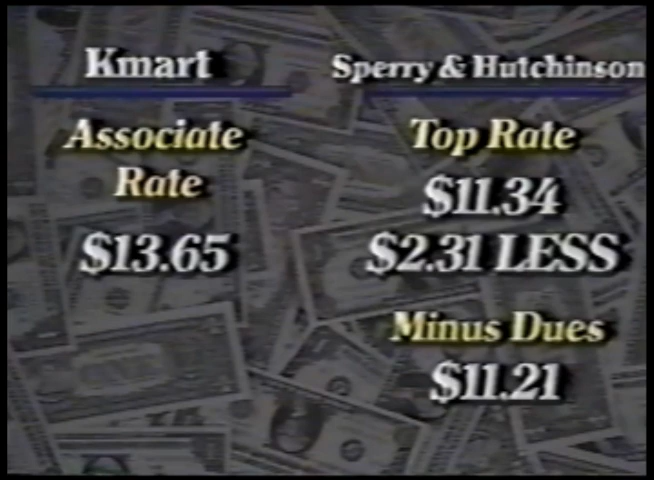 Kmart
Associate
Rate
$13.65
Sperry & Hutchinson
Top Rate
$11.34
$2.31 LESS
Minus Dues
$11.21